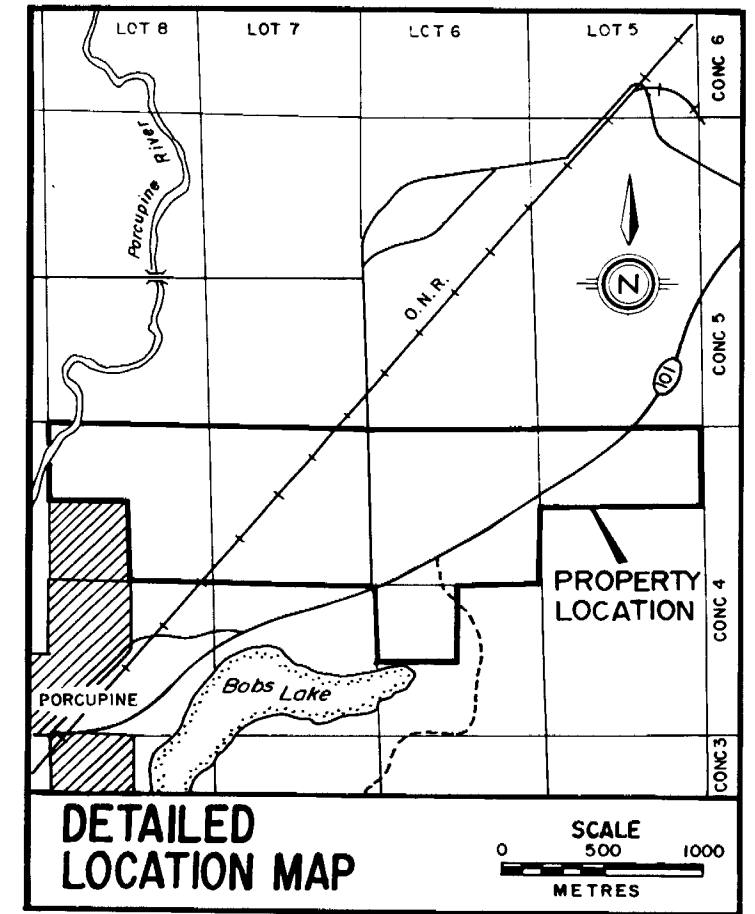 LOT 8
LOT 7
LOT 6
LOT 5
CONC 6
Porcupine River
N
O.N.R.
CONC 5
101
PROPERTY
LOCATION
CONC 4
Bobs Lake
PORCUPINE
CONC 3
DETAILED
LOCATION MAP
SCALE
0 500 1000
METRES